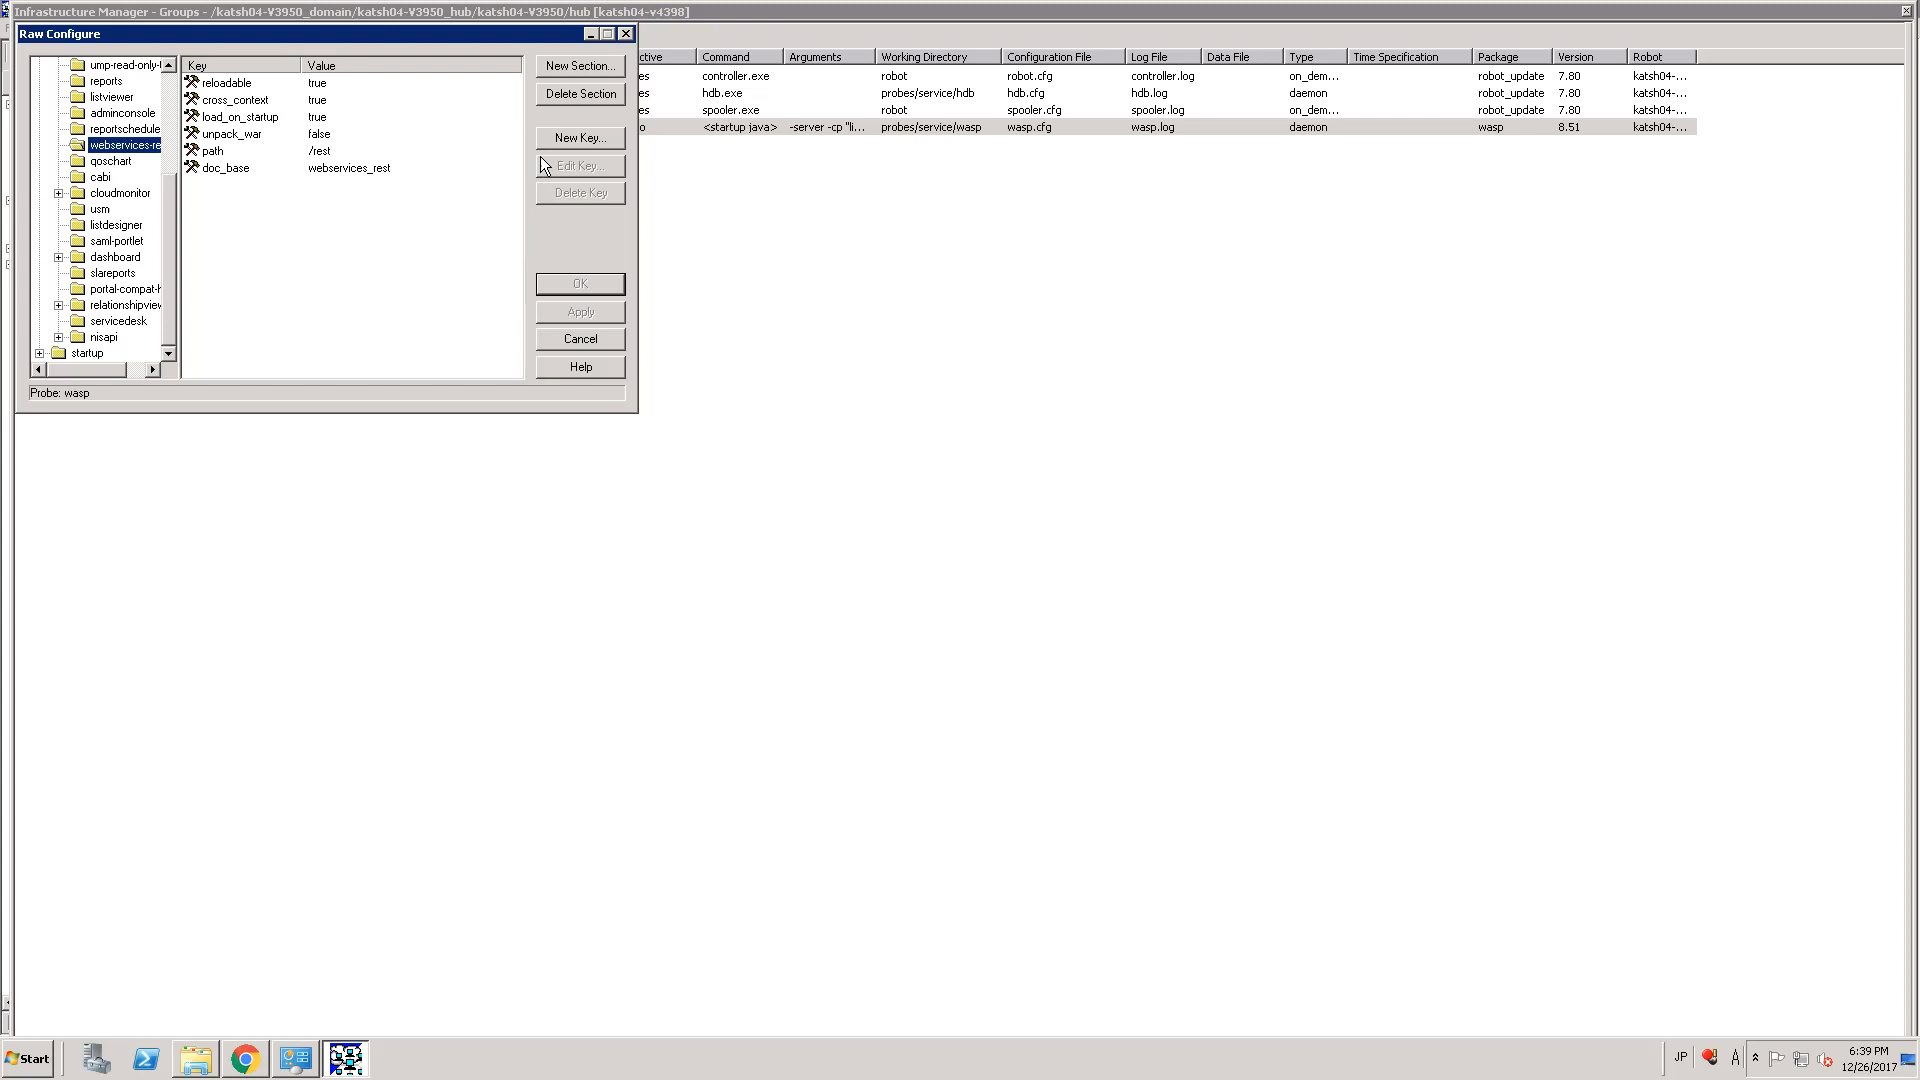 Infrastructure Manager - Groups - /katsh04-V3950_domain/katsh04-V3950_hub/katsh04-V3950/hub [katsh04-v4398]
Raw Configure
Key Value
reloadable true
cross_context true
load_on_startup true
unpack_war false
path /rest
doc_base webservices_rest
ump-read-only-l
reports
listviewer
adminconsole
reportschedule
webservices-re
qoschart
cabi
cloudmonitor
usm
listdesigner
saml-portlet
dashboard
slareports
portal-compat-h
relationshipviev
servicedesk
nisapi
startup
New Section...
Delete Section
New Key...
Edit Key...
Delete Key
OK
Apply
Cancel
Help
Probe: wasp
ctive Command Arguments Working Directory Configuration File Log File Data File Type Time Specification Package Version Robot
es controller.exe robot robot.cfg controller.log on_dem... robot_update 7.80 katsh04-...
es hdb.exe probes/service/hdb hdb.cfg hdb.log daemon robot_update 7.80 katsh04-...
es spooler.exe robot spooler.cfg spooler.log on_dem... robot_update 7.80 katsh04-...
o <startup java> -server -cp "li... probes/service/wasp wasp.cfg wasp.log daemon wasp 8.51 katsh04-...
Start
JP
A
6:39 PM
12/26/2017